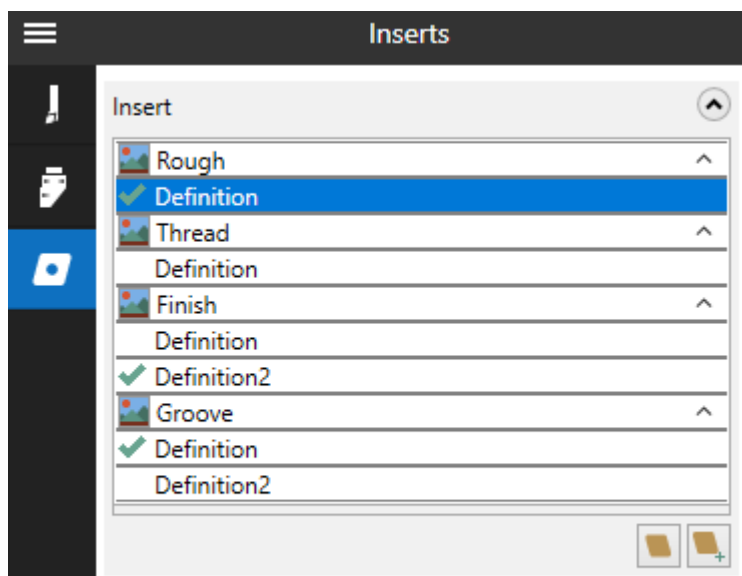 Inserts
Insert
Rough
Definition
Thread
Definition
Finish
Definition
Definition2
Groove
Definition
Definition2